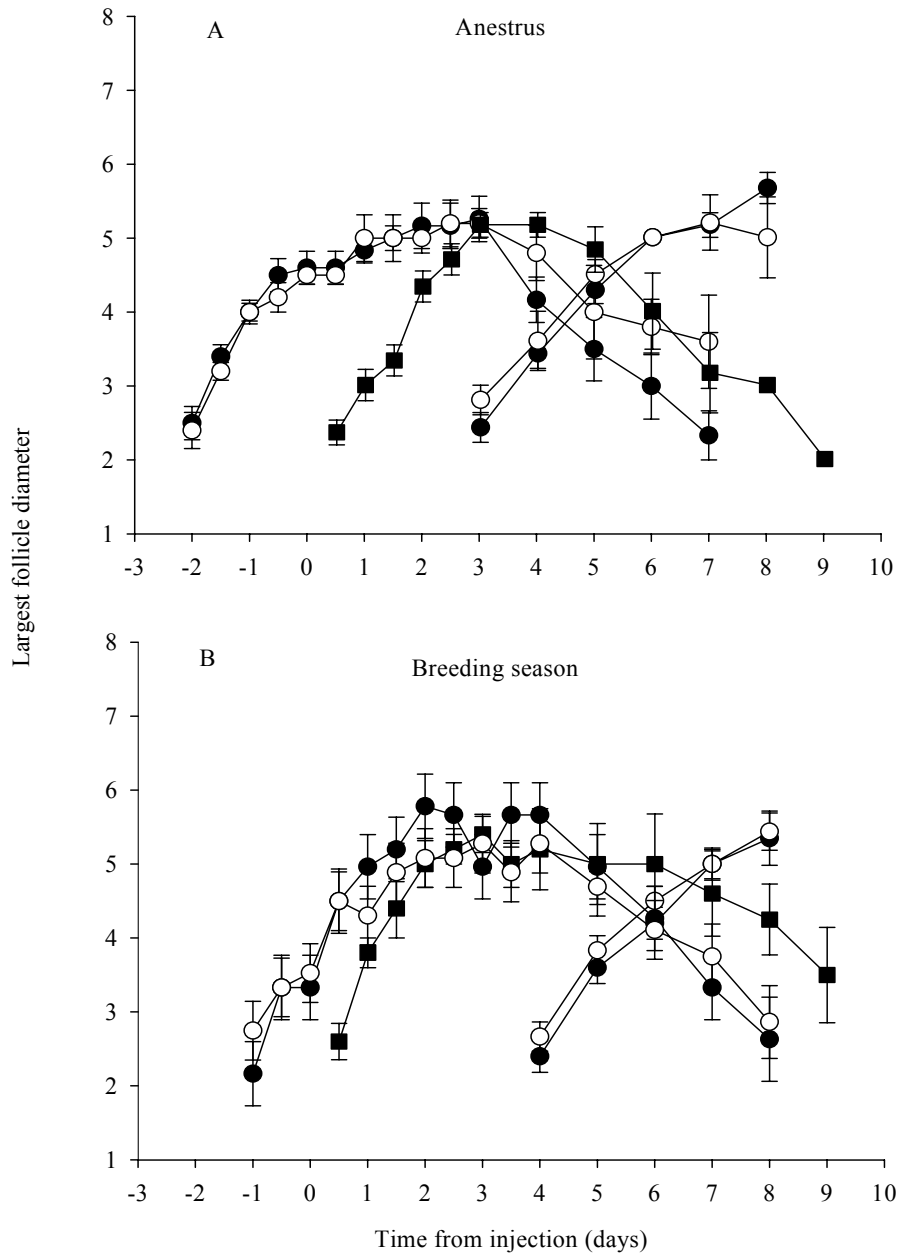 A
Anestrus
8
7
6
5
4
3
2
1
-3 -2 -1 0 1 2 3 4 5 6 7 8 9 10
Largest follicle diameter
B
Breeding season
8
7
6
5
4
3
2
1
-3 -2 -1 0 1 2 3 4 5 6 7 8 9 10
Time from injection (days)